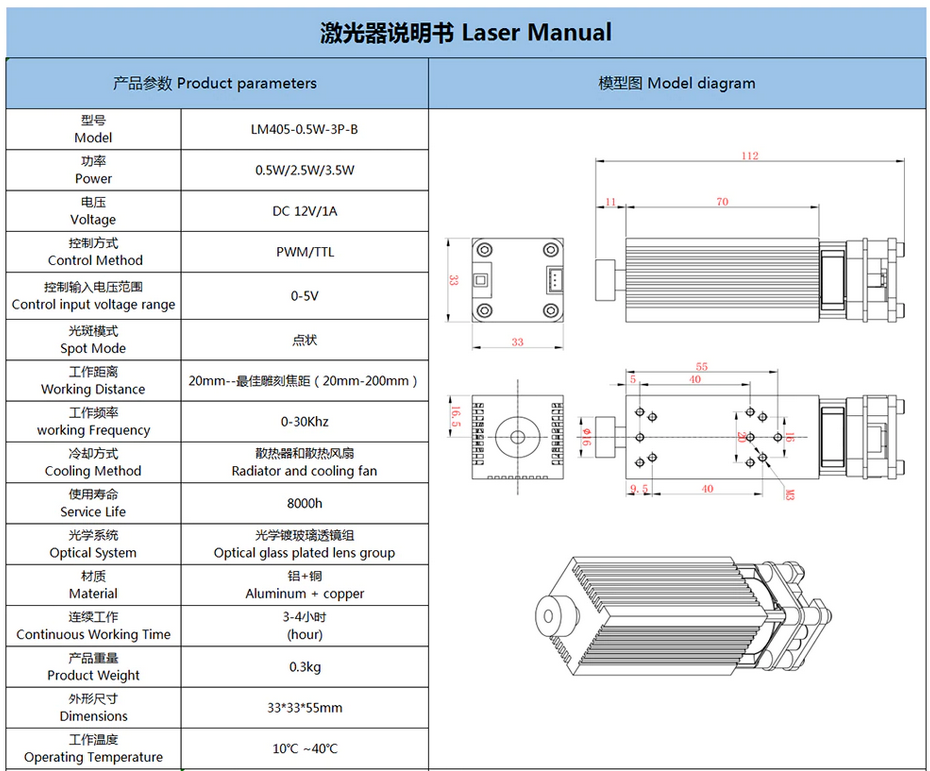 激光器说明书 Laser Manual
产品参数 Product parameters
模型图 Model diagram
型号
Model
LM405-0.5W-3P-B
功率
Power
0.5W/2.5W/3.5W
电压
Voltage
DC 12V/1A
控制方式
Control Method
PWM/TTL
控制输入电压范围
Control input voltage range
0-5V
光斑模式
Spot Mode
点状
工作距离
Working Distance
20mm--最佳雕刻焦距（20mm-200mm）
工作频率
working Frequency
0-30Khz
冷却方式
Cooling Method
散热器和散热风扇
Radiator and cooling fan
使用寿命
Service Life
8000h
光学系统
Optical System
光学镀玻璃透镜组
Optical glass plated lens group
材质
Material
铝+铜
Aluminum + copper
连续工作
Continuous Working Time
3-4小时
(hour)
产品重量
Product Weight
0.3kg
外形尺寸
Dimensions
33*33*55mm
工作温度
Operating Temperature
10℃ ~40℃
112
11
70
33
33
55
5
40
16.5
φ16
20
16
9.5
40
M3